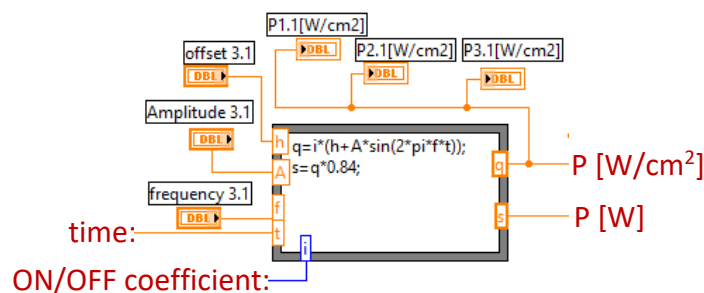 P1.1[W/cm2]
DBL
offset 3.1
DBL
P2.1[W/cm2]
DBL
P3.1[W/cm2]
DBL
Amplitude 3.1
DBL
h
q=i*(h+A*sin(2*pi*f*t));
A
s=q*0.84;
q
P [W/cm²]
frequency 3.1
DBL
f
s
P [W]
time:
t
i
ON/OFF coefficient: